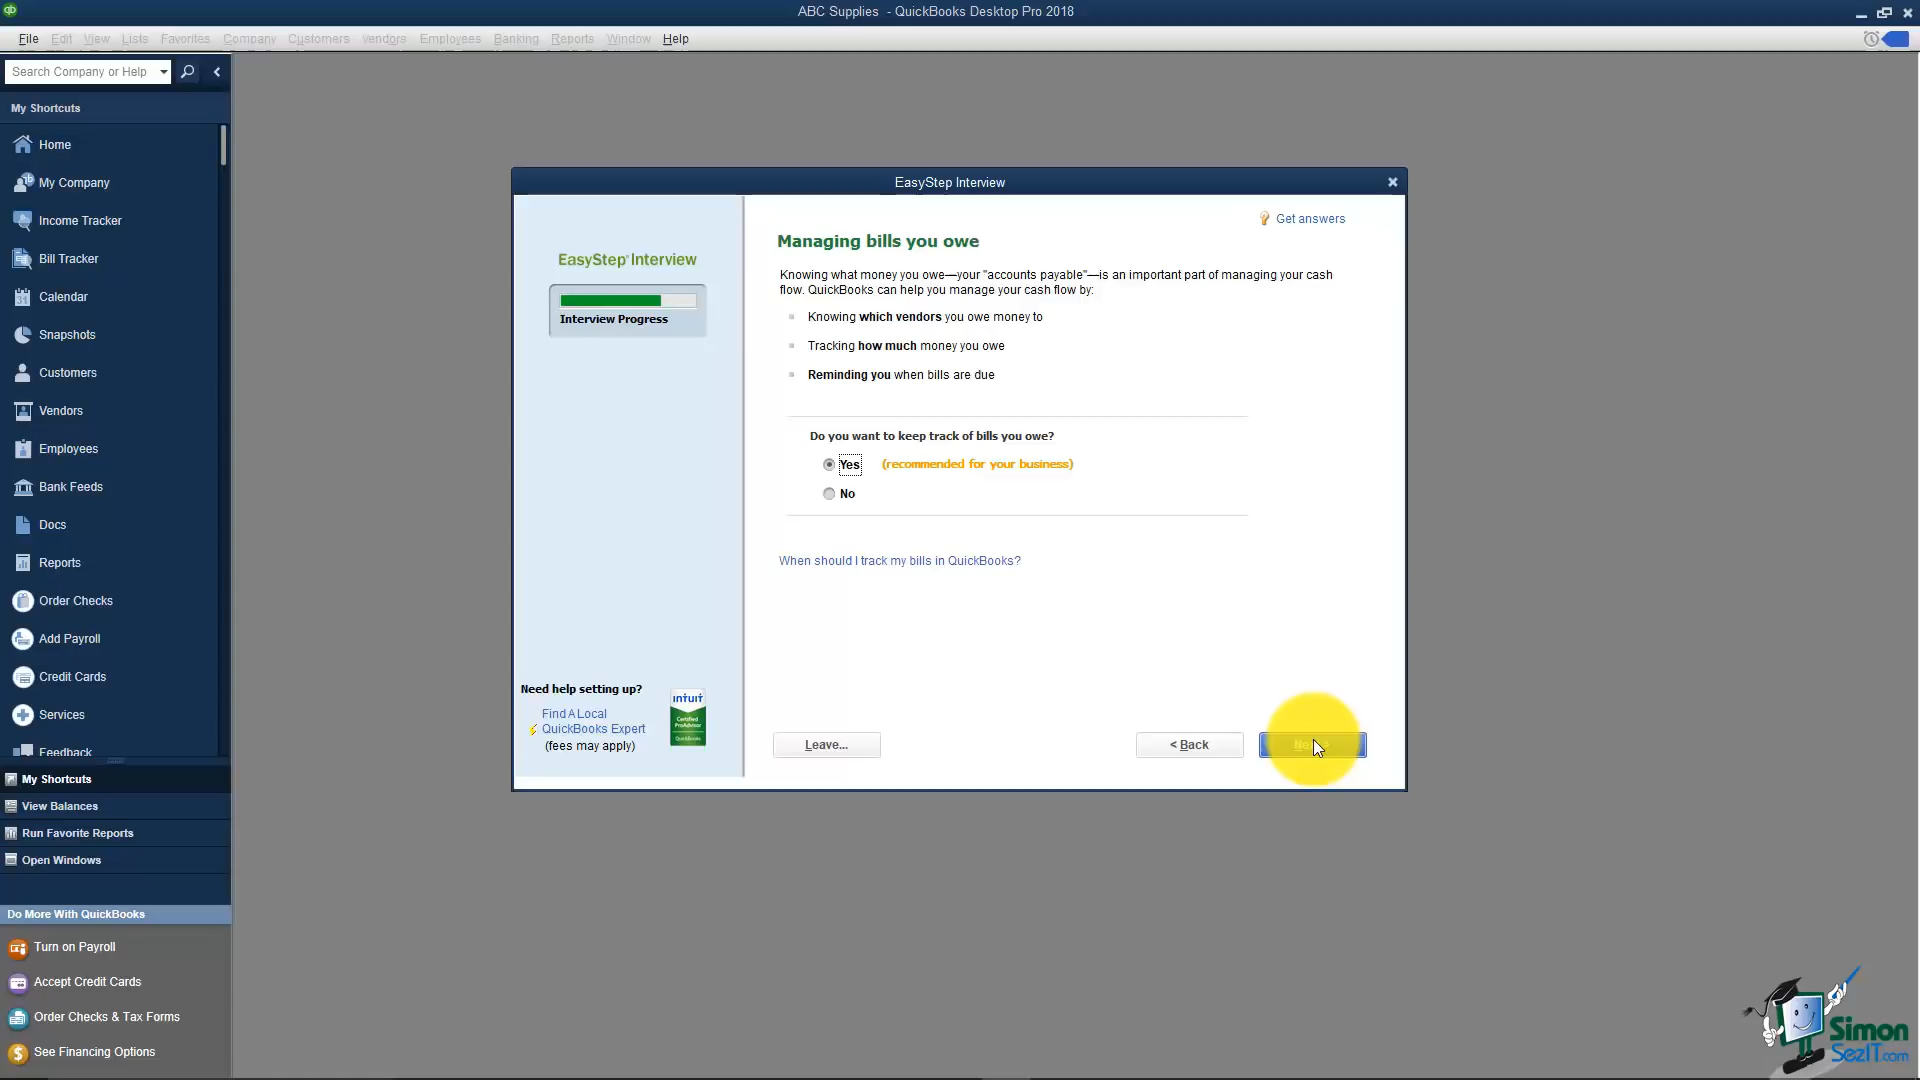 ABC Supplies - QuickBooks Desktop Pro 2018
File Edit View Lists Favorites Company Customers Vendors Employees Banking Reports Window Help
Search Company or Help
My Shortcuts
Home
My Company
Income Tracker
Bill Tracker
Calendar
Snapshots
Customers
Vendors
Employees
Bank Feeds
Docs
Reports
Order Checks
Add Payroll
Credit Cards
Services
Feedback
My Shortcuts
View Balances
Run Favorite Reports
Open Windows
Do More With QuickBooks
Turn on Payroll
Accept Credit Cards
Order Checks & Tax Forms
See Financing Options
EasyStep Interview
EasyStep Interview
Interview Progress
Need help setting up?
Find A Local
QuickBooks Expert
(fees may apply)
intuit
Certified
ProAdvisor
QuickBooks
Get answers
Managing bills you owe
Knowing what money you owe—your "accounts payable"—is an important part of managing your cash
flow. QuickBooks can help you manage your cash flow by:
Knowing which vendors you owe money to
Tracking how much money you owe
Reminding you when bills are due
Do you want to keep track of bills you owe?
Yes (recommended for your business)
No
When should I track my bills in QuickBooks?
Leave... < Back
Simon
SezIT.com